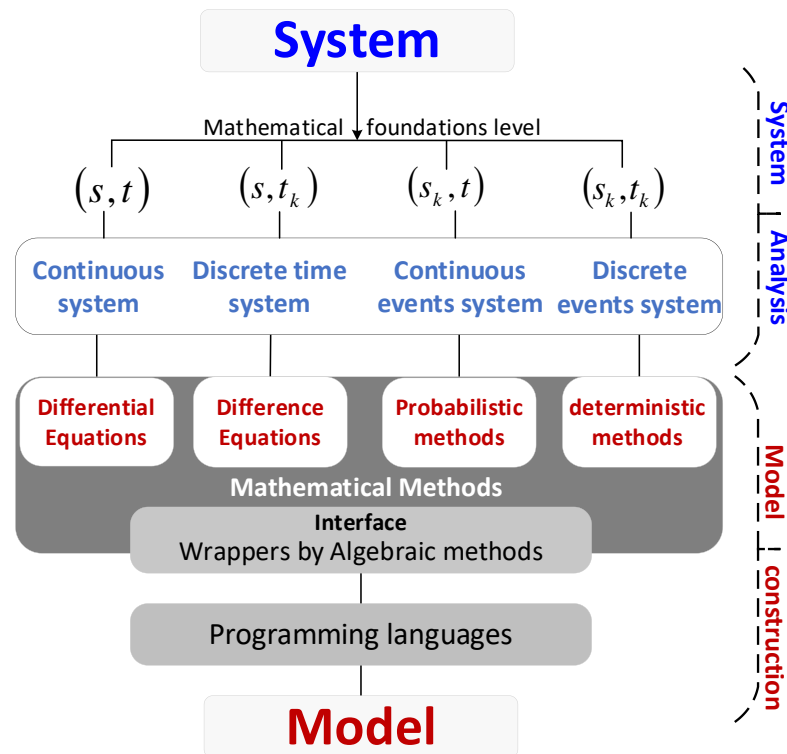 System
Mathematical foundations level
(s, t) (s, t_k) (s_k, t) (s_k, t_k)
Continuous system
Discrete time system
Continuous events system
Discrete events system
Differential Equations
Difference Equations
Probabilistic methods
deterministic methods
Mathematical Methods
Interface
Wrappers by Algebraic methods
Programming languages
Model
System Analysis
Model construction